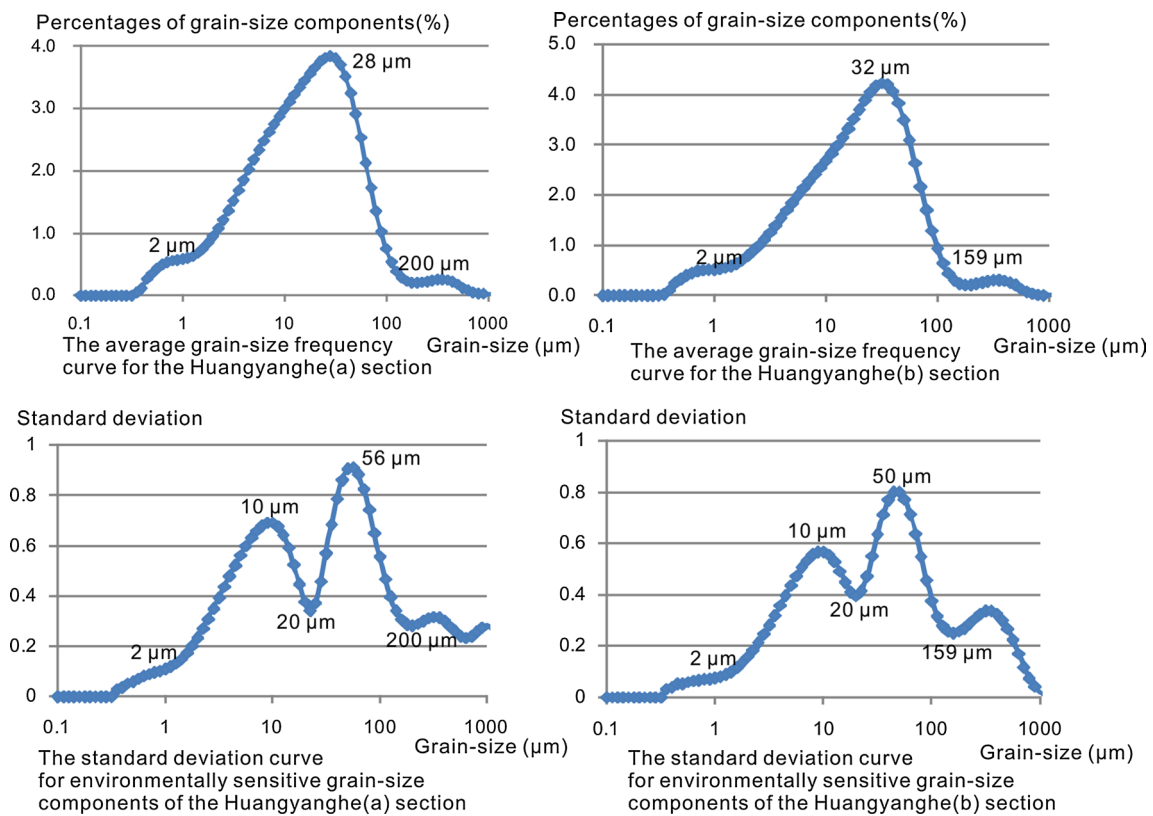 Percentages of grain-size components(%)
4.0
3.0
2.0
1.0
0.0
28 μm
2 μm
200 μm
0.1 1 10 100 1000
Grain-size (μm)
The average grain-size frequency
curve for the Huangyanghe(a) section
Percentages of grain-size components(%)
5.0
4.0
3.0
2.0
1.0
0.0
32 μm
2 μm
159 μm
0.1 1 10 100 1000
Grain-size (μm)
The average grain-size frequency
curve for the Huangyanghe(b) section
Standard deviation
1
0.8
0.6
0.4
0.2
0
56 μm
10 μm
20 μm
2 μm
200 μm
0.1 1 10 100 1000
Grain-size (μm)
The standard deviation curve
for environmentally sensitive grain-size
components of the Huangyanghe(a) section
Standard deviation
1
0.8
0.6
0.4
0.2
0
50 μm
10 μm
20 μm
2 μm
159 μm
0.1 1 10 100 1000
Grain-size (μm)
The standard deviation curve
for environmentally sensitive grain-size
components of the Huangyanghe(b) section